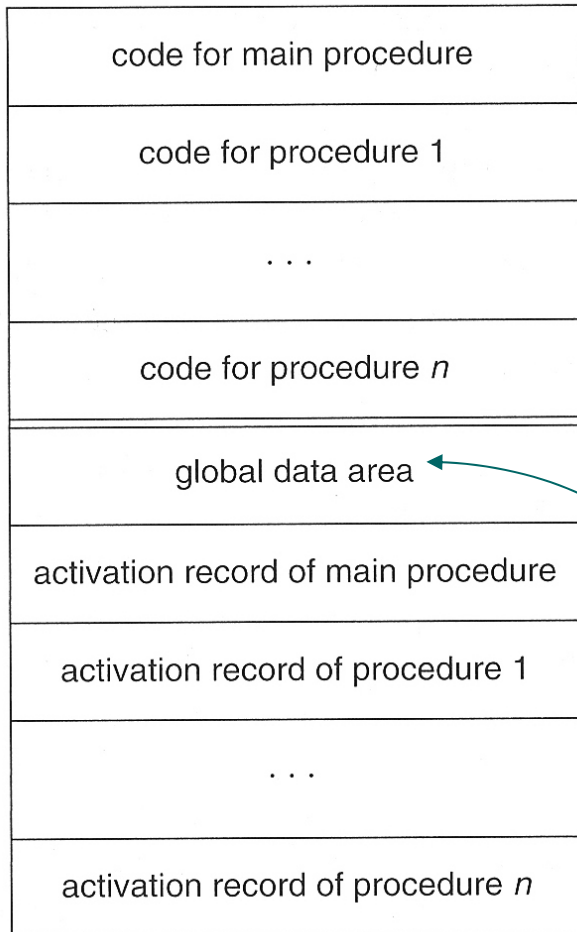 code for main procedure
code for procedure 1
. . .
code for procedure n
global data area
activation record of main procedure
activation record of procedure 1
. . .
activation record of procedure n